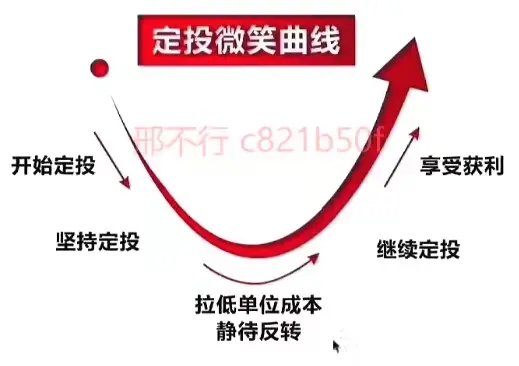 定投微笑曲线
邢不行 c821b50f
开始定投
享受获利
坚持定投
继续定投
拉低单位成本
静待反转